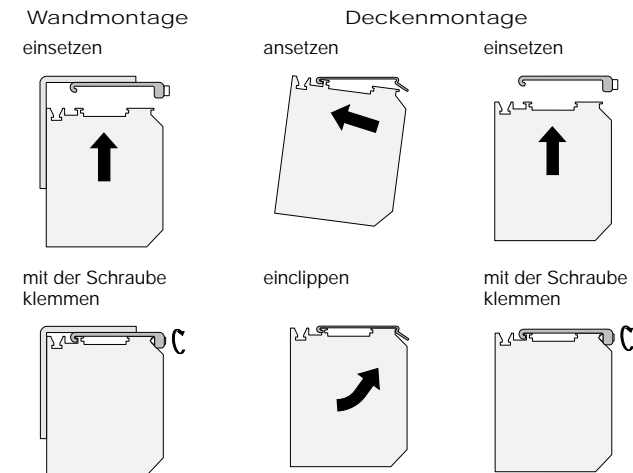 Wandmontage
Deckenmontage
einsetzen
ansetzen
einsetzen
mit der Schraube
klemmen
einclippen
mit der Schraube
klemmen